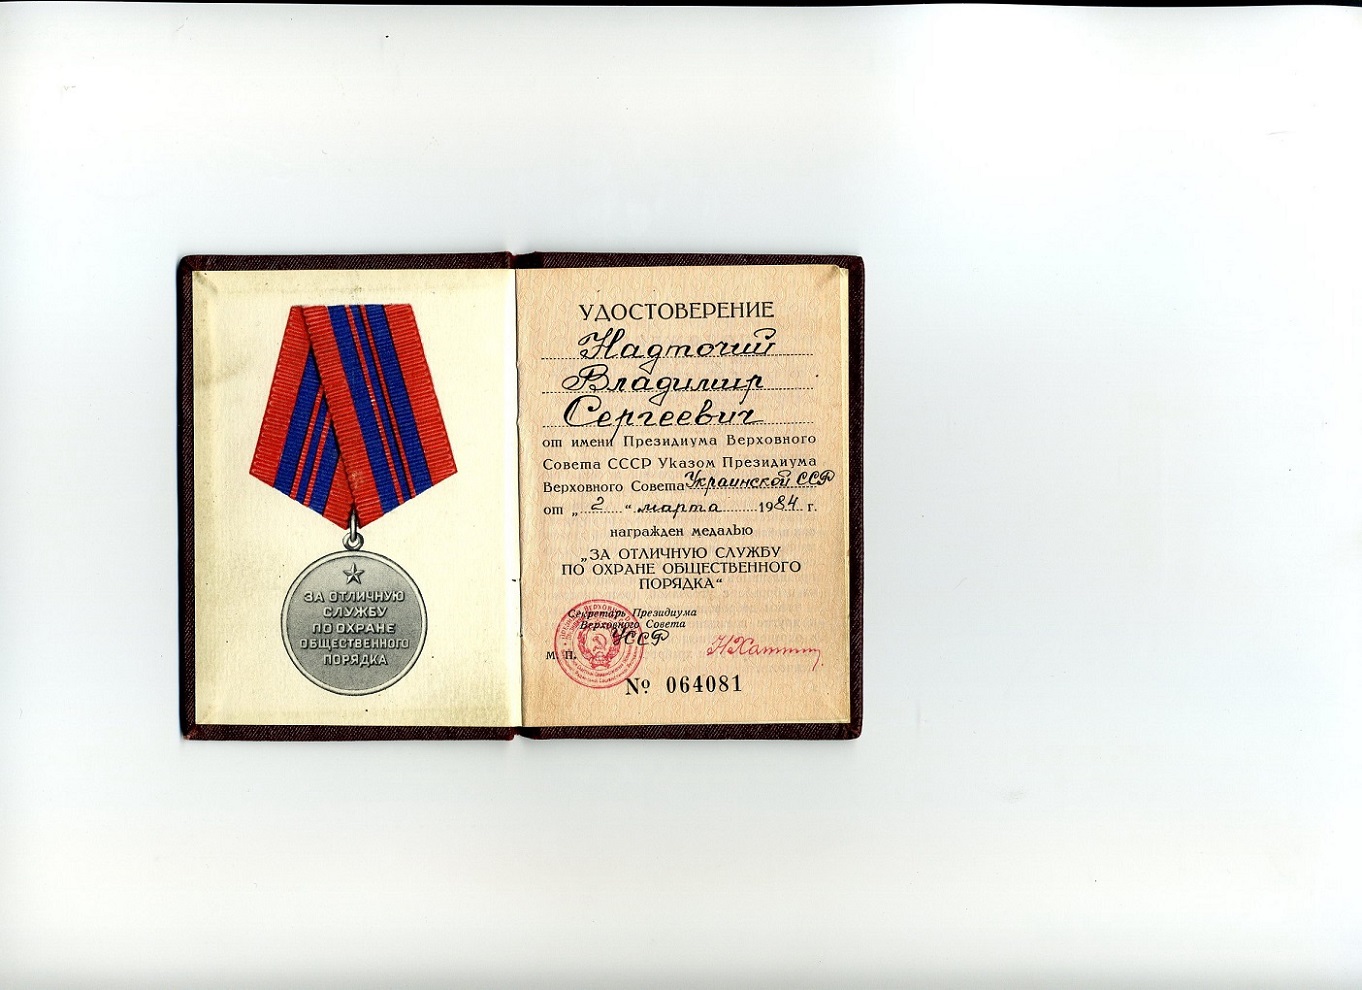 ЗА ОТЛИЧНУЮ
СЛУЖБУ
ПО ОХРАНЕ
ОБЩЕСТВЕННОГО
ПОРЯДКА
УДОСТОВЕРЕНИЕ
Надточий
Владимир
Сергеевич
от имени Президиума Верховного
Совета СССР Указом Президиума
Верховного Совета Украинской ССР
от „ 2 “ марта 1984 г.
награжден медалью
„ЗА ОТЛИЧНУЮ СЛУЖБУ
ПО ОХРАНЕ ОБЩЕСТВЕННОГО
ПОРЯДКА“
Секретарь Президиума
Верховного Совета
УССР
М. П.
№ 064081